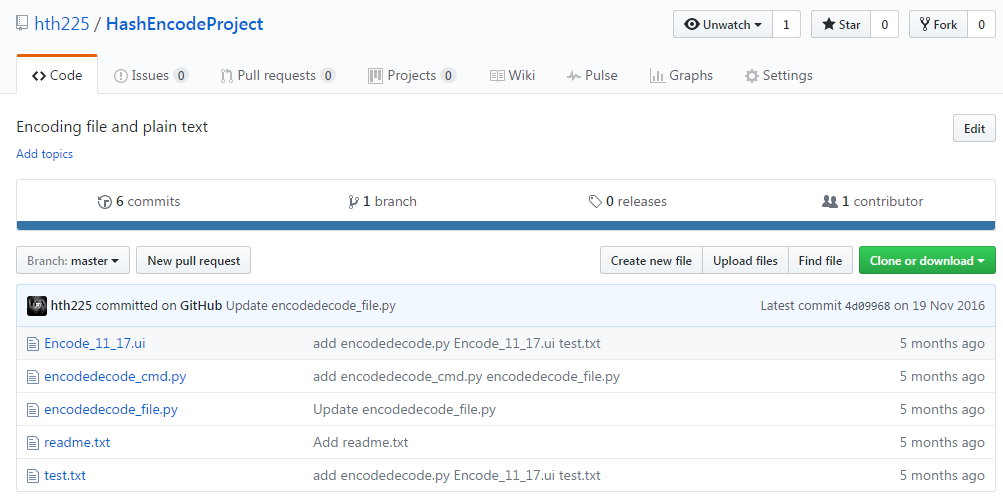 hth225 / HashEncodeProject Unwatch 1 Star 0 Fork 0
Code Issues 0 Pull requests 0 Projects 0 Wiki Pulse Graphs Settings
Encoding file and plain text Edit
Add topics
6 commits 1 branch 0 releases 1 contributor
Branch: master New pull request Create new file Upload files Find file Clone or download
hth225 committed on GitHub Update encodedecode_file.py Latest commit 4d09968 on 19 Nov 2016
Encode_11_17.ui add encodedecode.py Encode_11_17.ui test.txt 5 months ago
encodedecode_cmd.py add encodedecode_cmd.py encodedecode_file.py 5 months ago
encodedecode_file.py Update encodedecode_file.py 5 months ago
readme.txt Add readme.txt 5 months ago
test.txt add encodedecode.py Encode_11_17.ui test.txt 5 months ago